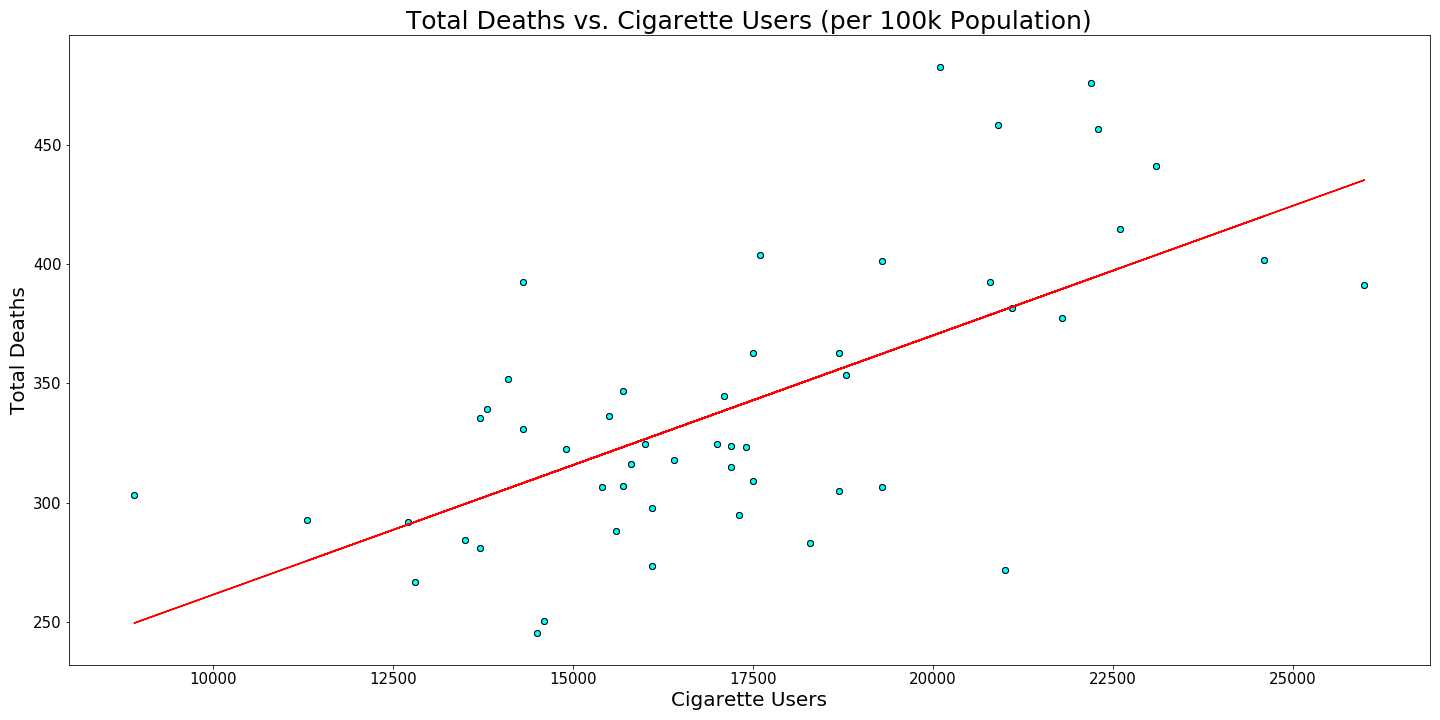 Total Deaths vs. Cigarette Users (per 100k Population)
Total Deaths
450
400
350
300
250
10000 12500 15000 17500 20000 22500 25000
Cigarette Users